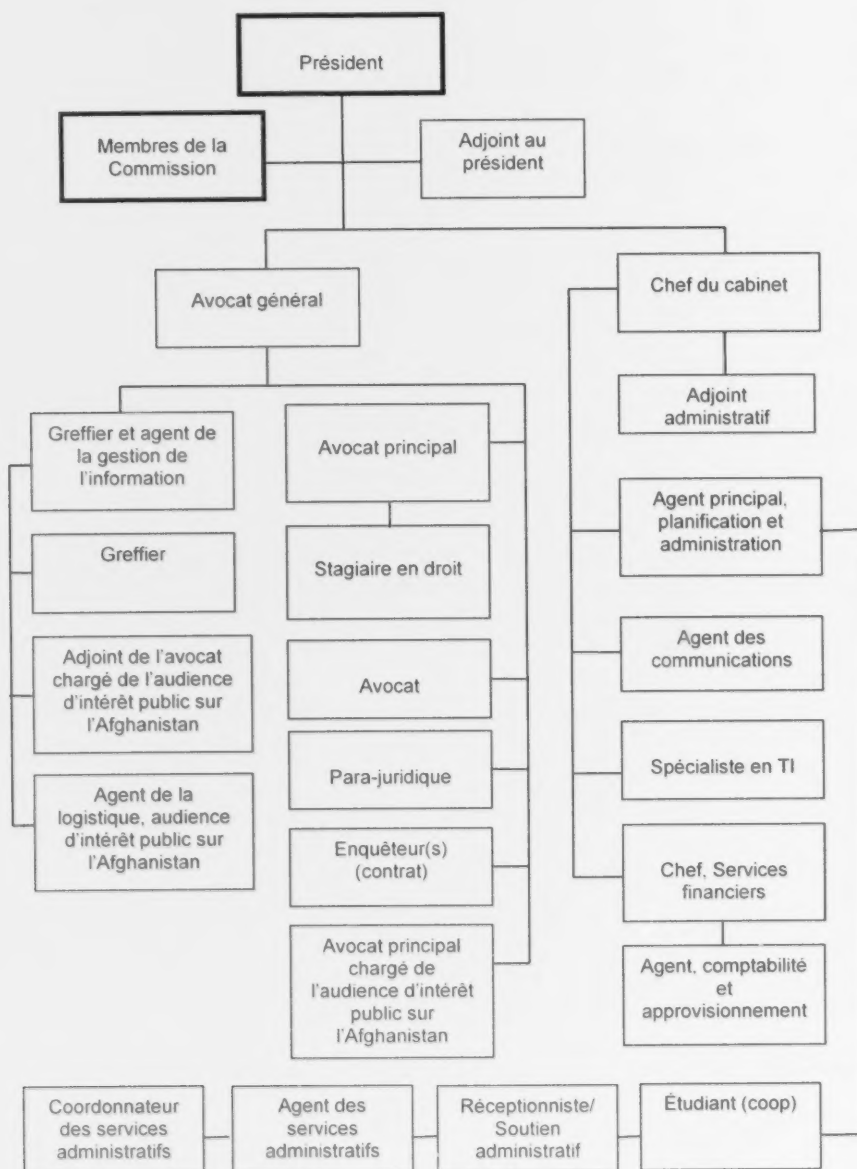 Président
Membres de la
Commission
Adjoint au
président
Avocat général
Chef du cabinet
Adjoint
administratif
Greffier et agent de
la gestion de
l'information
Avocat principal
Agent principal,
planification et
administration
Greffier
Stagiaire en droit
Adjoint de l'avocat
chargé de l'audience
d'intérêt public sur
l'Afghanistan
Avocat
Agent des
communications
Agent de la
logistique, audience
d'intérêt public sur
l'Afghanistan
Para-juridique
Spécialiste en TI
Enquêteur(s)
(contrat)
Chef, Services
financiers
Avocat principal
chargé de
l'audience d'intérêt
public sur
l'Afghanistan
Agent, comptabilité
et
approvisionnement
Coordonnateur
des services
administratifs
Agent des
services
administratifs
Réceptionniste/
Soutien
administratif
Étudiant (coop)